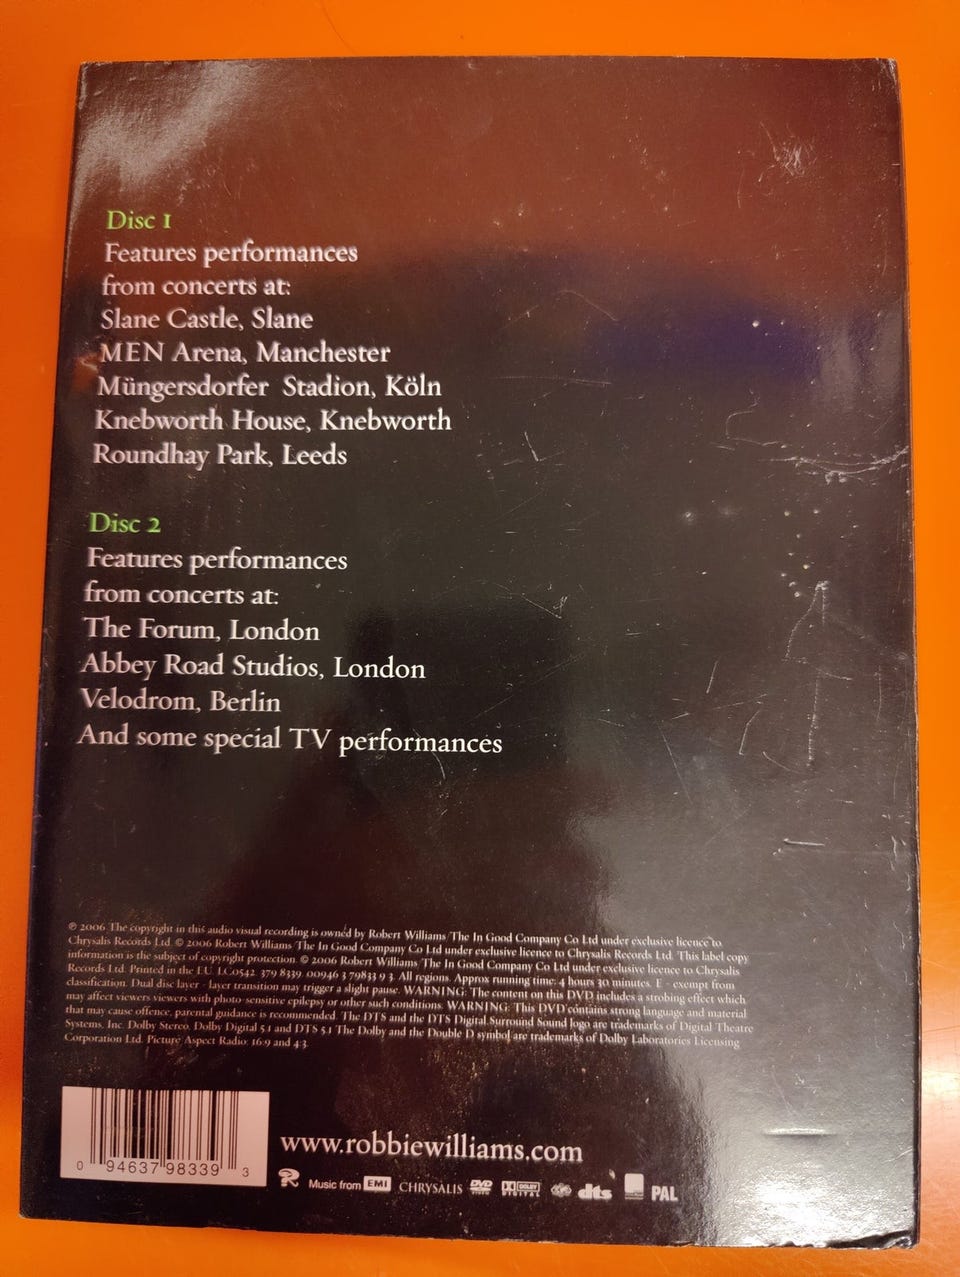 Disc 1
Features performances
from concerts at:
Slane Castle, Slane
MEN Arena, Manchester
Müngersdorfer Stadion, Köln
Knebworth House, Knebworth
Roundhay Park, Leeds
Disc 2
Features performances
from concerts at:
The Forum, London
Abbey Road Studios, London
Velodrom, Berlin
And some special TV performances
℗ 2006 The copyright in this audio visual recording is owned by Robert Williams/The In Good Company Co Ltd under exclusive licence to
Chrysalis Records Ltd. © 2006 Robert Williams/The In Good Company Co Ltd under exclusive licence to Chrysalis Records Ltd. This label copy
information is the subject of copyright protection. © 2006 Robert Williams/The In Good Company Co Ltd under exclusive licence to Chrysalis
Records Ltd. Printed in the EU. LC0542. 379 8339. 00946 3 79833 9 3. All regions. Approx running time: 4 hours 30 minutes. E - exempt from
classification. Dual disc layer - layer transition may trigger a slight pause. WARNING: The content on this DVD includes a strobing effect which
may affect viewers viewers with photo-sensitive epilepsy or other such conditions. WARNING: This DVD contains strong language and material
that may cause offence, parental guidance is recommended. The DTS and the DTS Digital Surround Sound logo are trademarks of Digital Theatre
Systems, Inc. Dolby Stereo, Dolby Digital 5.1 and DTS 5.1 The Dolby and the Double D symbol are trademarks of Dolby Laboratories Licensing
Corporation Ltd. Picture Aspect Radio: 16:9 and 4:3.
0 94637 98339 3
www.robbiewilliams.com
Music from EMI CHRYSALIS DVD VIDEO DOLBY DIGITAL dts PAL